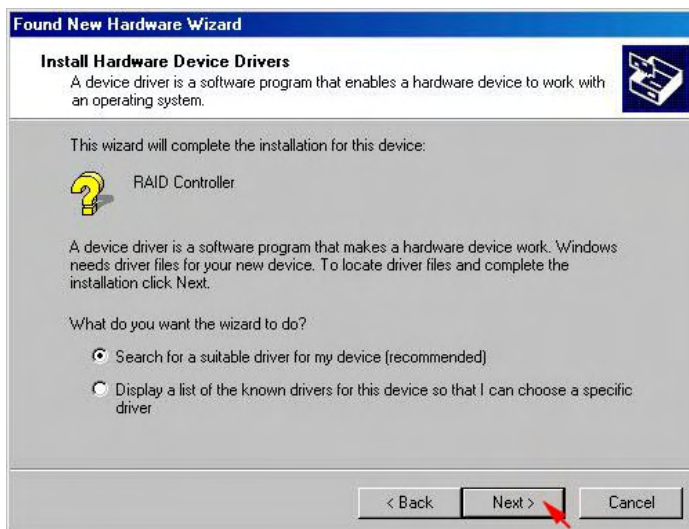 Found New Hardware Wizard
Install Hardware Device Drivers
A device driver is a software program that enables a hardware device to work with
an operating system.
This wizard will complete the installation for this device:
RAID Controller
A device driver is a software program that makes a hardware device work. Windows
needs driver files for your new device. To locate driver files and complete the
installation click Next.
What do you want the wizard to do?
Search for a suitable driver for my device (recommended)
Display a list of the known drivers for this device so that I can choose a specific
driver
< Back Next > Cancel